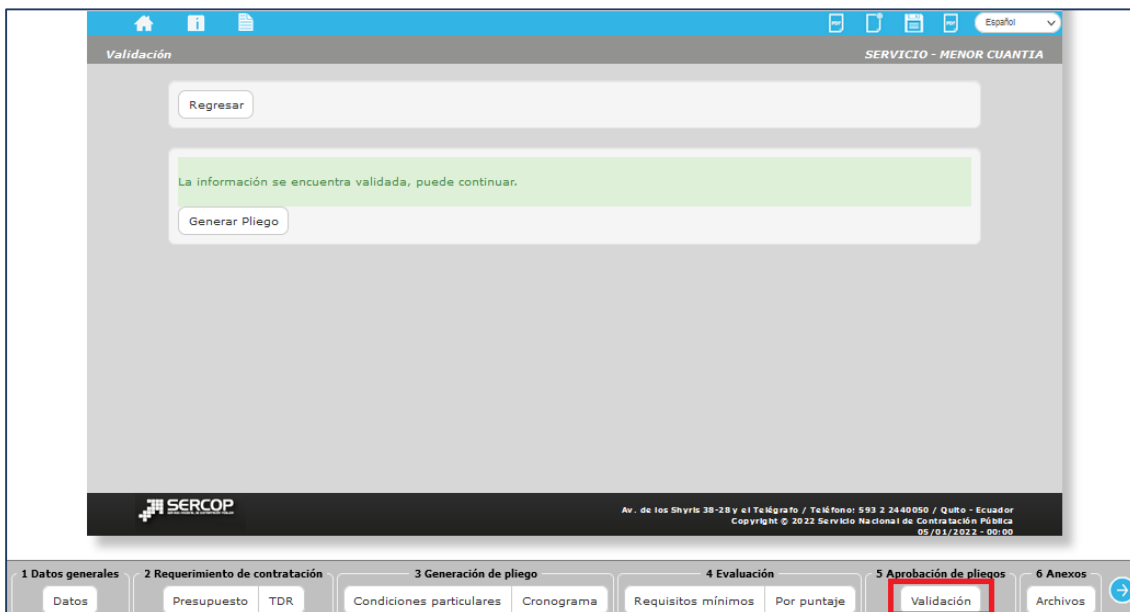 Español
Validación
SERVICIO - MENOR CUANTIA
Regresar
La información se encuentra validada, puede continuar.
Generar Pliego
SERCOP
Av. de los Shyris 38-28 y el Telégrafo / Teléfono: 593 2 2440050 / Quito - Ecuador
Copyright © 2022 Servicio Nacional de Contratación Pública
05/01/2022 - 00:00
1 Datos generales
2 Requerimiento de contratación
3 Generación de pliego
4 Evaluación
5 Aprobación de pliegos
6 Anexos
Datos
Presupuesto
TDR
Condiciones particulares
Cronograma
Requisitos mínimos
Por puntaje
Validación
Archivos